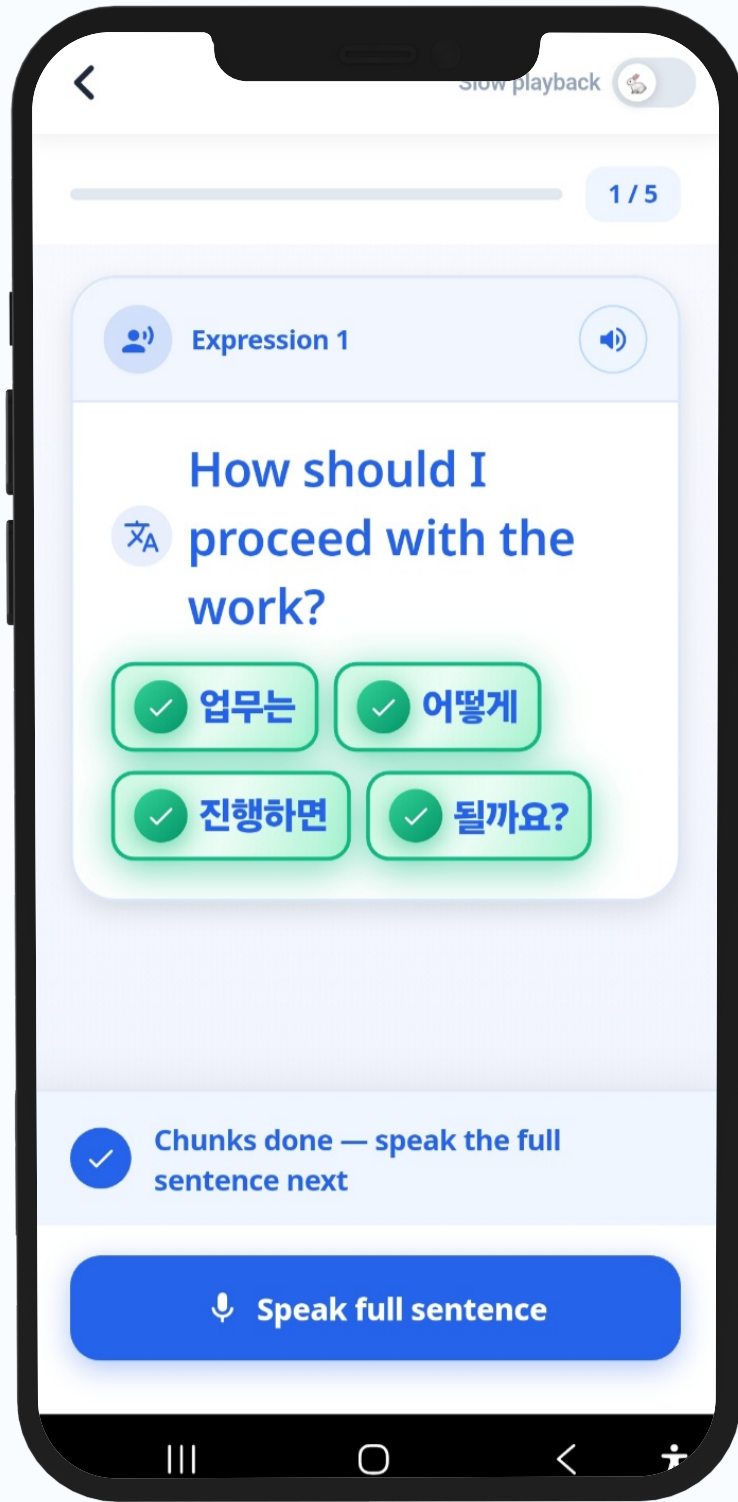 Slow playback
1 / 5
Expression 1
How should I
proceed with the
work?
업무는 어떻게
진행하면 될까요?
Chunks done — speak the full
sentence next
Speak full sentence